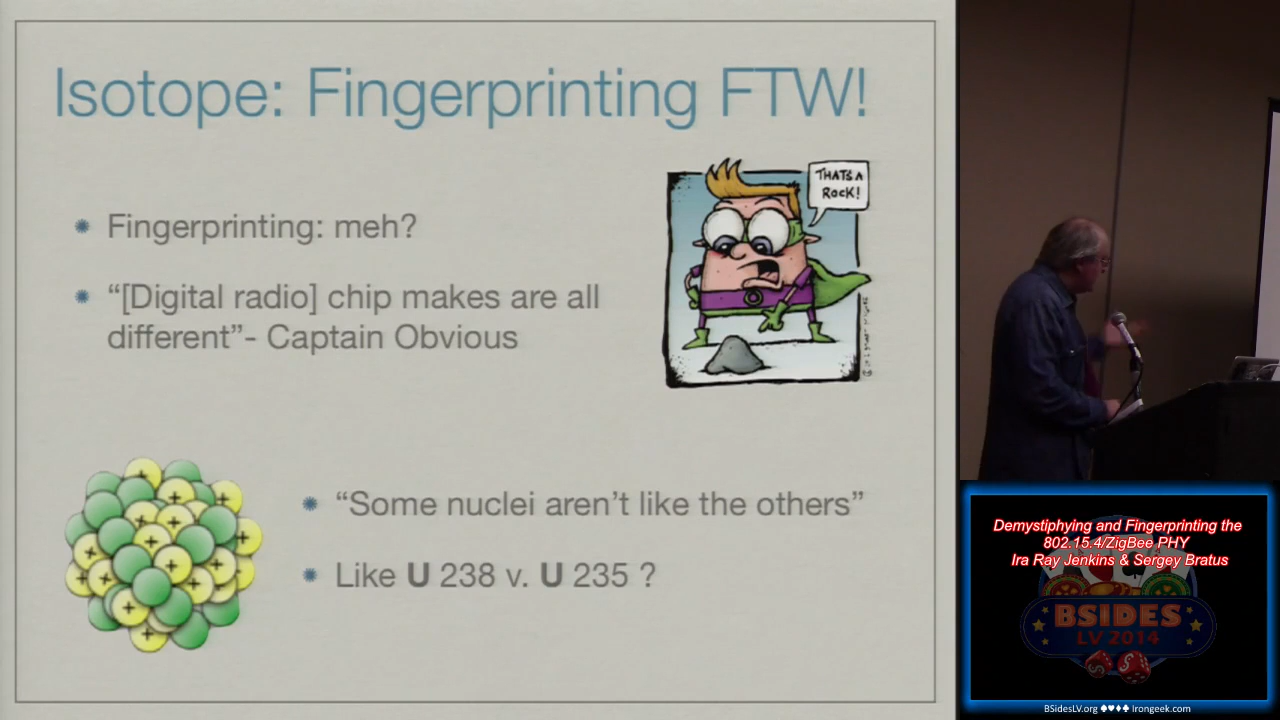 Isotope: Fingerprinting FTW!
THATS A
ROCK!
Fingerprinting: meh?
“[Digital radio] chip makes are all
different”- Captain Obvious
“Some nuclei aren’t like the others”
Like U 238 v. U 235 ?
Demystiphying and Fingerprinting the
802.15.4/ZigBee PHY
Ira Ray Jenkins & Sergey Bratus
BSIDES
LV 2014
BSidesLV.org ♠♥♦♣ Irongeek.com